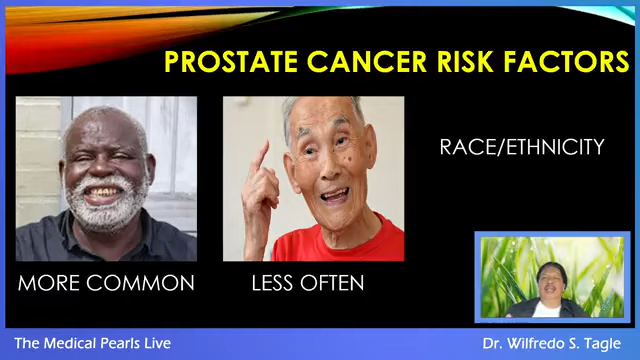 PROSTATE CANCER RISK FACTORS
RACE/ETHNICITY
MORE COMMON
LESS OFTEN
The Medical Pearls Live
Dr. Wilfredo S. Tagle